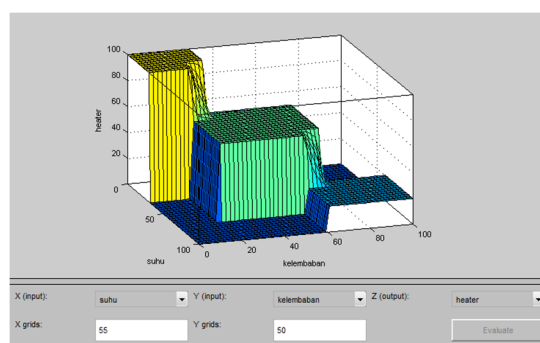 100
80
60
40
20
0
heater
50
100
suhu
0
20
40
60
80
100
kelembaban
X (input): suhu Y (input): kelembaban Z (output): heater
X grids: 55 Y grids: 50 Evaluate